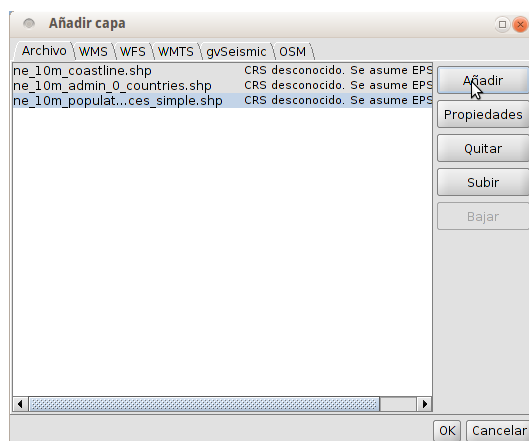 Añadir capa
Archivo WMS WFS WMTS gvSeismic OSM
ne_10m_coastline.shp CRS desconocido. Se asume EPS
ne_10m_admin_0_countries.shp CRS desconocido. Se asume EPS
ne_10m_populat...ces_simple.shp CRS desconocido. Se asume EPS
Añadir
Propiedades
Quitar
Subir
Bajar
OK Cancelar